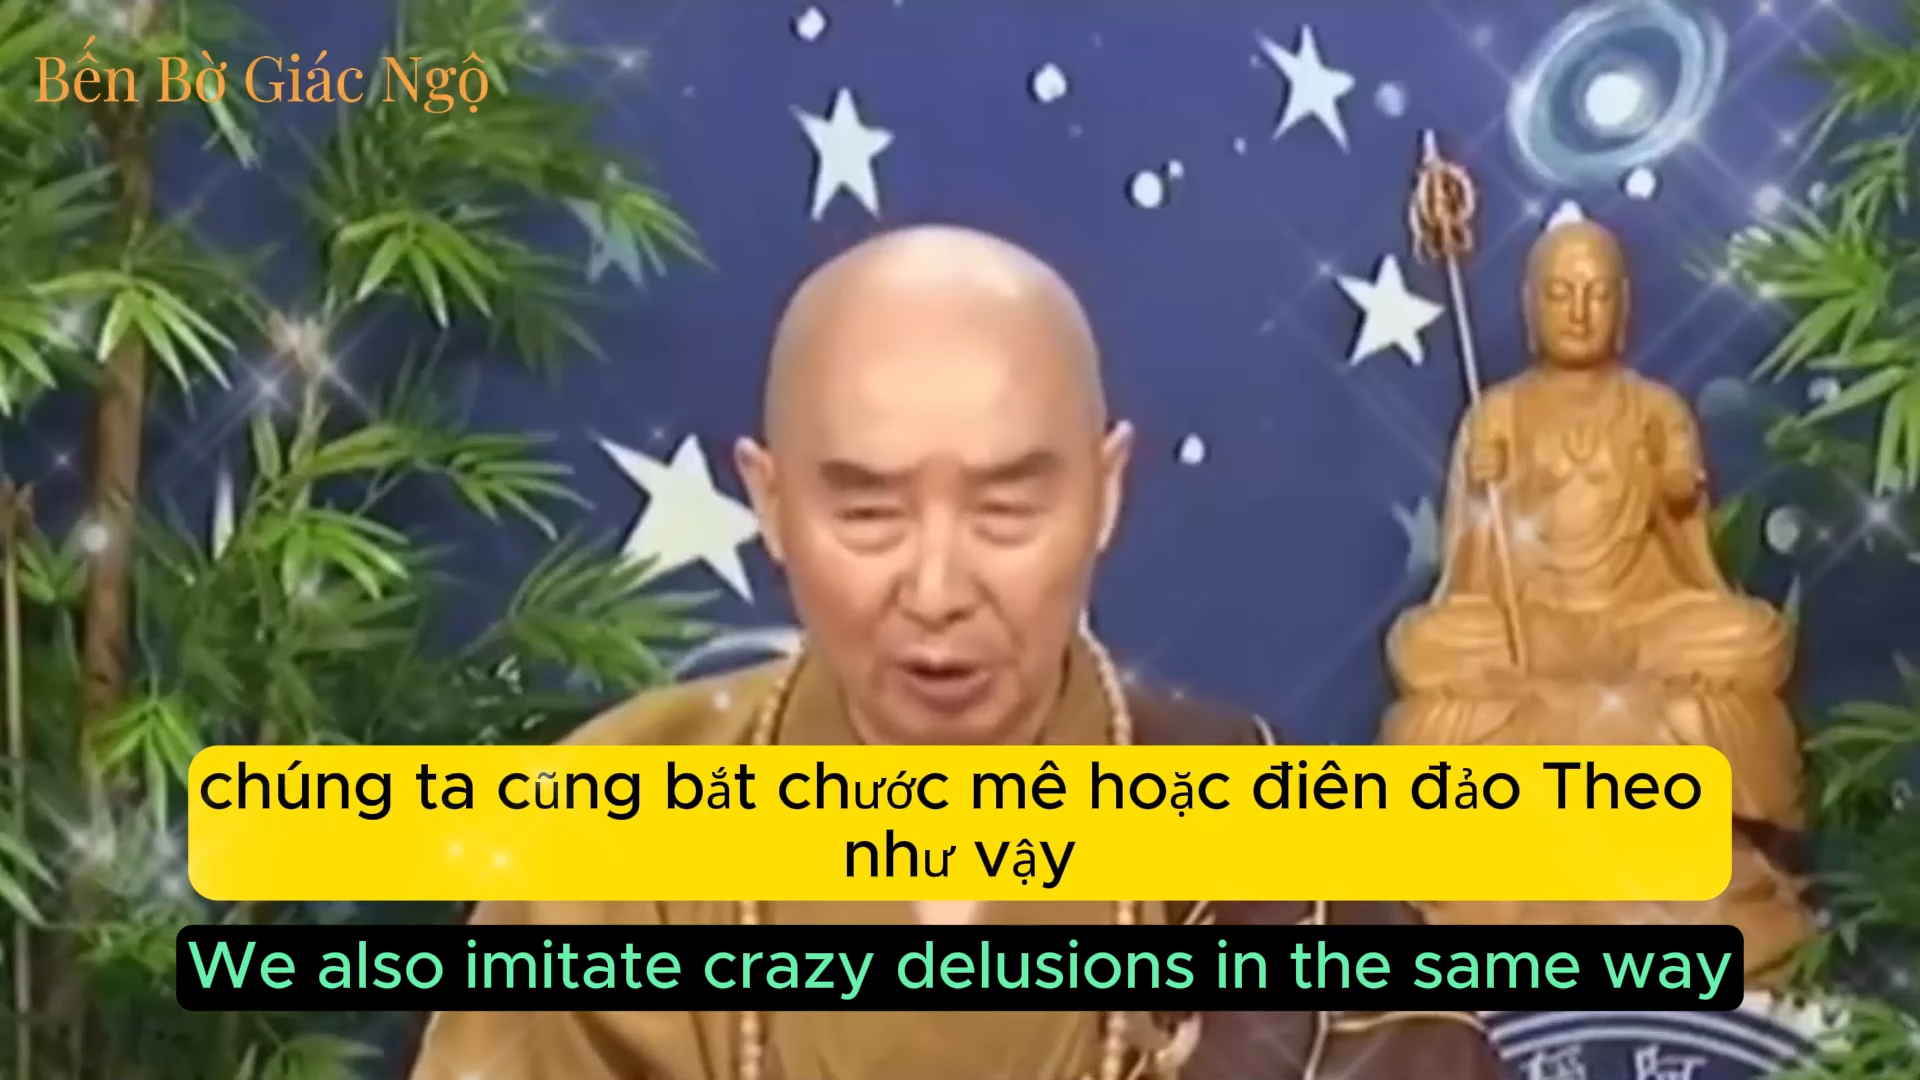 Bến Bờ Giác Ngộ
chúng ta cũng bắt chước mê hoặc điên đảo Theo
như vậy
We also imitate crazy delusions in the same way